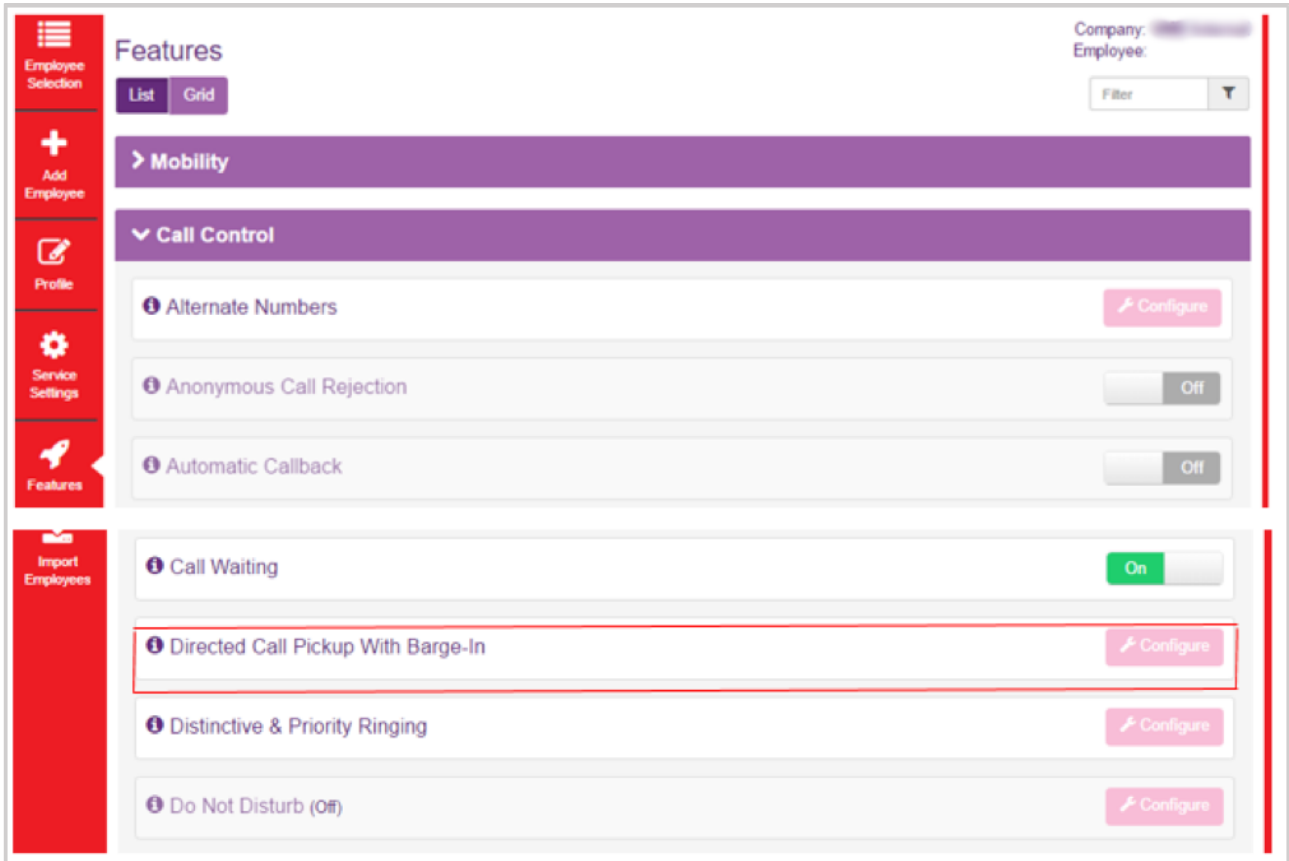 Employee
Selection
Add
Employee
Profile
Service
Settings
Features
Import
Employees
Features
List Grid
Company:
Employee:
Filter
Mobility
Call Control
Alternate Numbers Configure
Anonymous Call Rejection Off
Automatic Callback Off
Call Waiting On
Directed Call Pickup With Barge-In Configure
Distinctive & Priority Ringing Configure
Do Not Disturb (Off) Configure